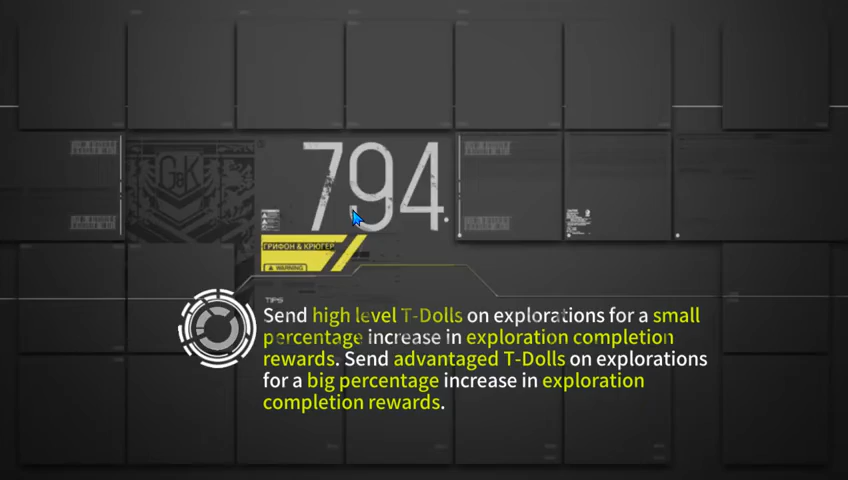 G&K
794.
ГРИФОН & КРЮГЕР
WARNING
TIPS
Send high level T-Dolls on explorations for a small
percentage increase in exploration completion
rewards. Send advantaged T-Dolls on explorations
for a big percentage increase in exploration
completion rewards.